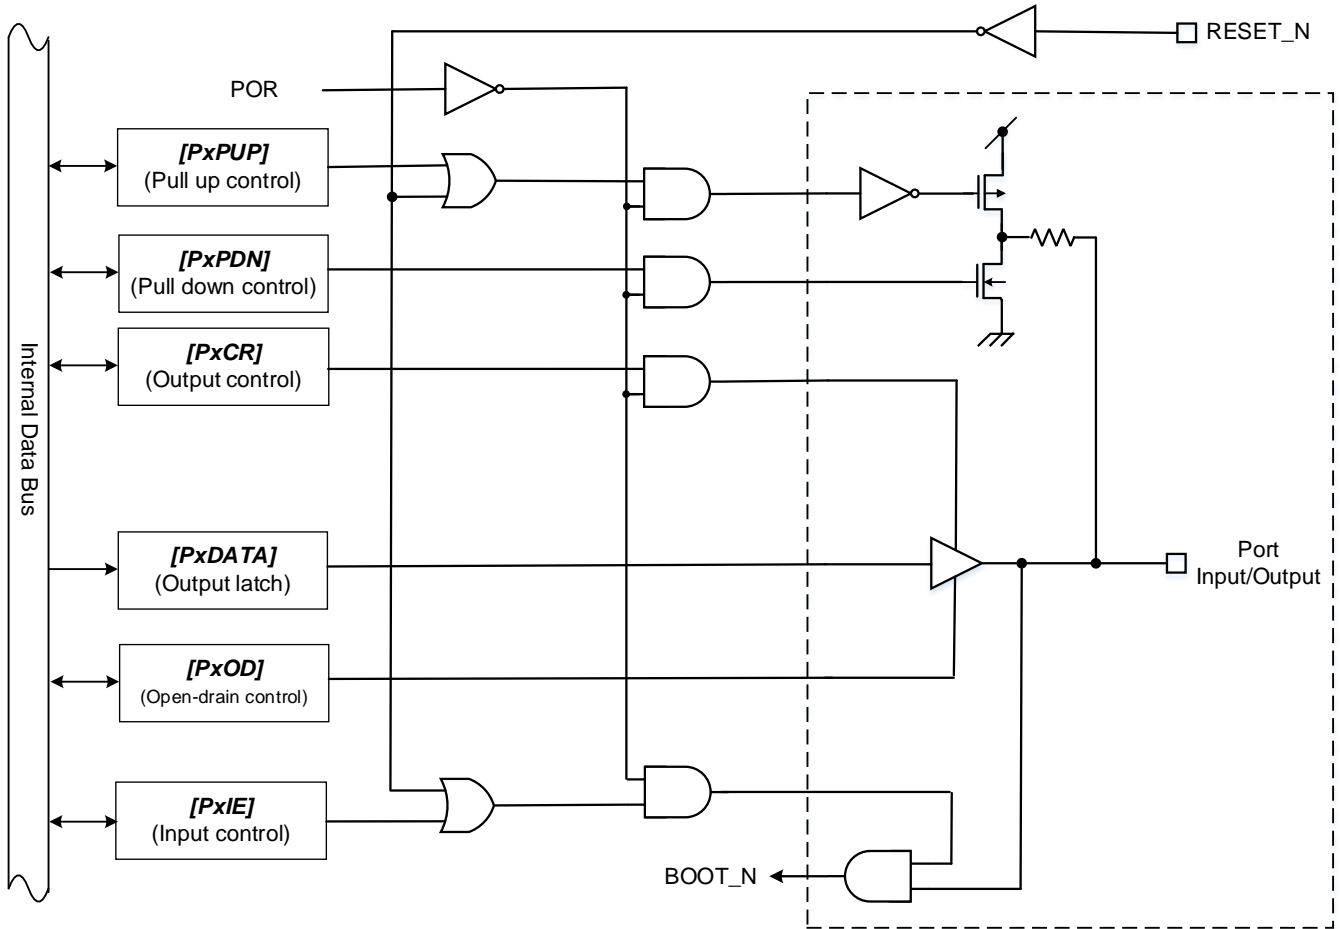 RESET_N
POR
[PxPUP]
(Pull up control)
[PxPDN]
(Pull down control)
[PxCR]
(Output control)
Internal Data Bus
[PxDATA]
(Output latch)
Port
Input/Output
[PxOD]
(Open-drain control)
[PxIE]
(Input control)
BOOT_N